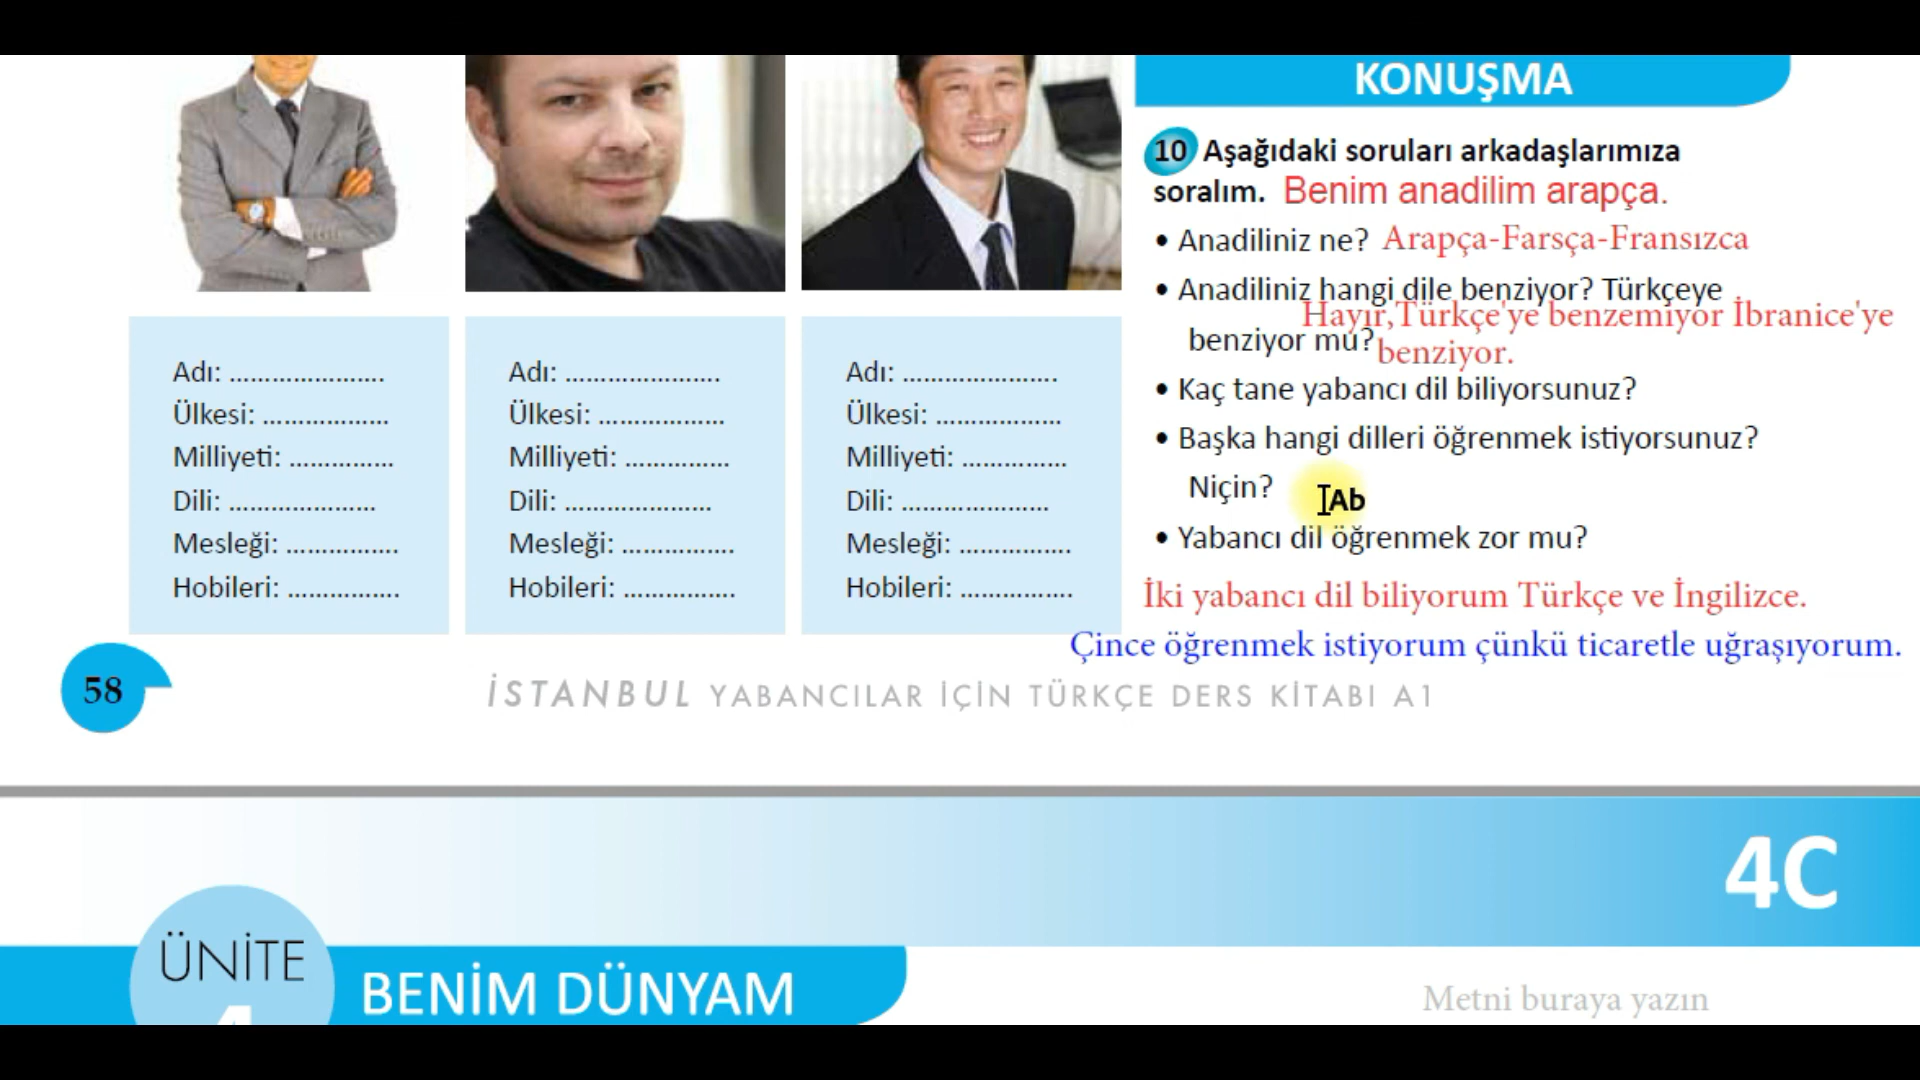 KONUŞMA
10 Aşağıdaki soruları arkadaşlarımıza
soralım. Benim anadilim arapça.
• Anadiliniz ne? Arapça-Farsça-Fransızca
• Anadiliniz hangi dile benziyor? Türkçeye
Hayır,Türkçe'ye benzemiyor İbranice'ye
benziyor mu?
benziyor.
• Kaç tane yabancı dil biliyorsunuz?
• Başka hangi dilleri öğrenmek istiyorsunuz?
Niçin?
Ab
• Yabancı dil öğrenmek zor mu?
İki yabancı dil biliyorum Türkçe ve İngilizce.
Çince öğrenmek istiyorum çünkü ticaretle uğraşıyorum.
Adı: ......................
Ülkesi: ..................
Milliyeti: ...............
Dili: .....................
Mesleği: ................
Hobileri: ................
Adı: ......................
Ülkesi: ..................
Milliyeti: ...............
Dili: .....................
Mesleği: ................
Hobileri: ................
Adı: ......................
Ülkesi: ..................
Milliyeti: ...............
Dili: .....................
Mesleği: ................
Hobileri: ................
58
İSTANBUL YABANCILAR İÇİN TÜRKÇE DERS KİTABI A1
4C
ÜNİTE
4
BENİM DÜNYAM
Metni buraya yazın